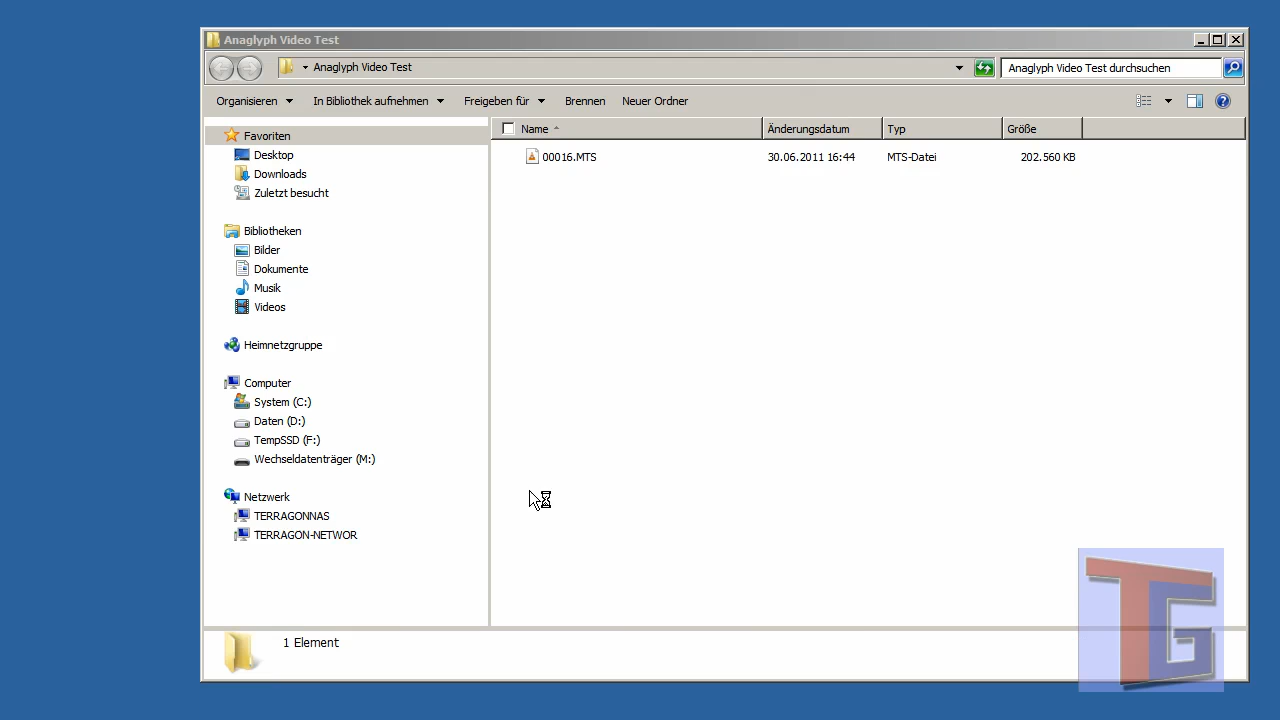 Anaglyph Video Test
Anaglyph Video Test
Anaglyph Video Test durchsuchen
Organisieren In Bibliothek aufnehmen Freigeben für Brennen Neuer Ordner
Name Änderungsdatum Typ Größe
00016.MTS 30.06.2011 16:44 MTS-Datei 202.560 KB
Favoriten
Desktop
Downloads
Zuletzt besucht
Bibliotheken
Bilder
Dokumente
Musik
Videos
Heimnetzgruppe
Computer
System (C:)
Daten (D:)
TempSSD (F:)
Wechseldatenträger (M:)
Netzwerk
TERRAGONNAS
TERRAGON-NETWOR
1 Element
TG